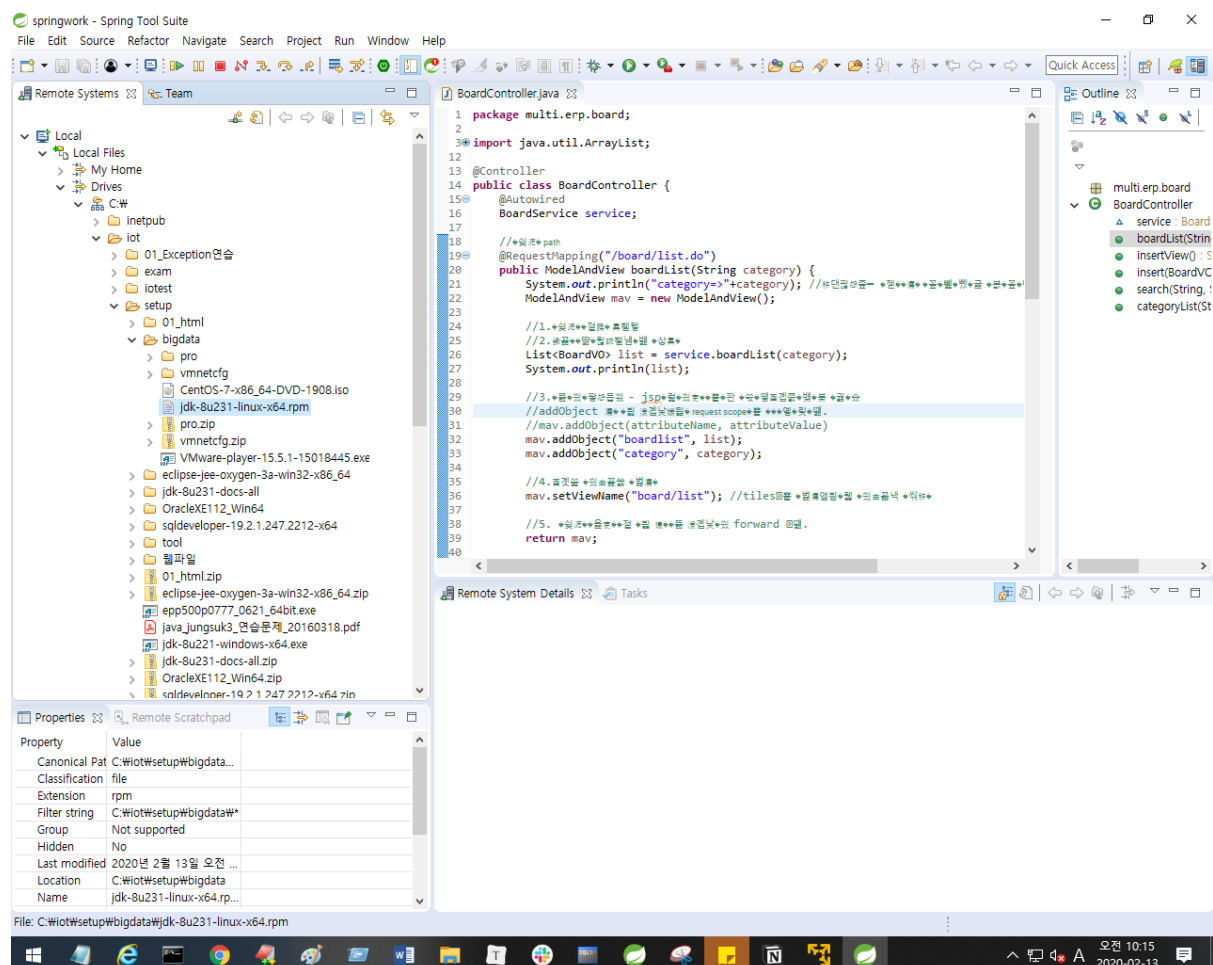 springwork - Spring Tool Suite
File Edit Source Refactor Navigate Search Project Run Window Help
Quick Access
Remote Systems
Team
Local
Local Files
My Home
Drives
C:₩
inetpub
iot
01_Exception연습
exam
iotest
setup
01_html
bigdata
pro
vmnetcfg
CentOS-7-x86_64-DVD-1908.iso
jdk-8u231-linux-x64.rpm
pro.zip
vmnetcfg.zip
VMware-player-15.5.1-15018445.exe
eclipse-jee-oxygen-3a-win32-x86_64
jdk-8u231-docs-all
OracleXE112_Win64
sqldeveloper-19.2.1.247.2212-x64
tool
웹파일
01_html.zip
eclipse-jee-oxygen-3a-win32-x86_64.zip
epp500p0777_0621_64bit.exe
java_jungsuk3_연습문제_20160318.pdf
jdk-8u221-windows-x64.exe
jdk-8u231-docs-all.zip
OracleXE112_Win64.zip
sqldeveloper-19.2.1.247.2212-x64.zip
BoardController.java
1 package multi.erp.board;
2
3 import java.util.ArrayList;
12
13 @Controller
14 public class BoardController {
15 @Autowired
16 BoardService service;
17
18 // path
19 @RequestMapping("/board/list.do")
20 public ModelAndView boardList(String category) {
21 System.out.println("category=>"+category); //
22 ModelAndView mav = new ModelAndView();
23
24 //1.
25 //2.
26 List<BoardVO> list = service.boardList(category);
27 System.out.println(list);
28
29 //3. - jsp
30 //addObject request scope
31 //mav.addObject(attributeName, attributeValue)
32 mav.addObject("boardlist", list);
33 mav.addObject("category", category);
34
35 //4.
36 mav.setViewName("board/list"); //tiles
37
38 //5. forward
39 return mav;
40
Outline
multi.erp.board
BoardController
service : Board
boardList(Strin
insertView() : S
insert(BoardVC
search(String, S
categoryList(St
Remote System Details
Tasks
Properties
Remote Scratchpad
Property Value
Canonical Pat C:₩iot₩setup₩bigdata...
Classification file
Extension rpm
Filter string C:₩iot₩setup₩bigdata₩*
Group Not supported
Hidden No
Last modified 2020년 2월 13일 오전 ...
Location C:₩iot₩setup₩bigdata
Name jdk-8u231-linux-x64.rp...
File: C:₩iot₩setup₩bigdata₩jdk-8u231-linux-x64.rpm
A
오전 10:15
2020-02-13